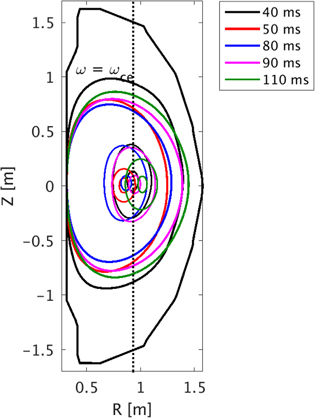 40 ms
50 ms
80 ms
90 ms
110 ms
1.5
1
ω = ω_ce
0.5
0
-0.5
-1
-1.5
Z [m]
0.5 1 1.5
R [m]